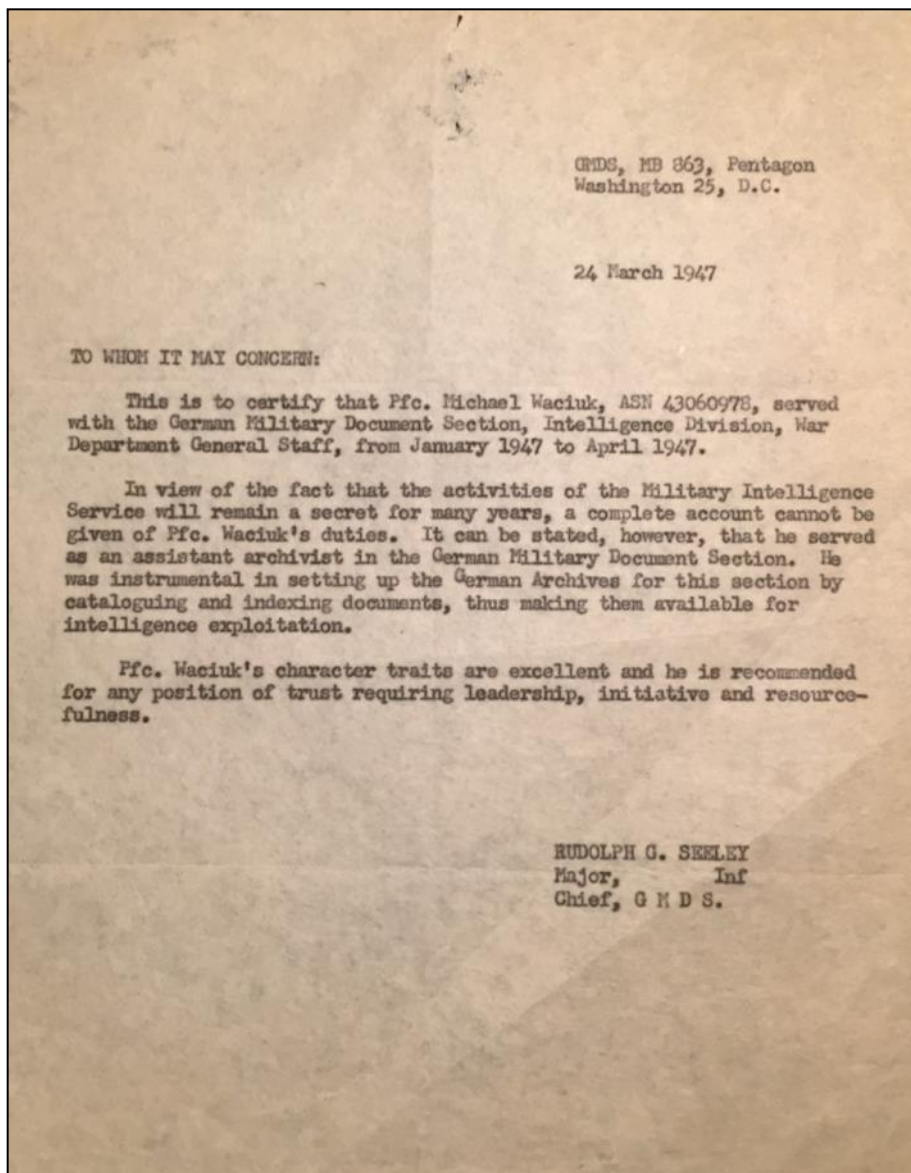 GMDS, MB 863, Pentagon
Washington 25, D.C.
24 March 1947
TO WHOM IT MAY CONCERN:
This is to certify that Pfc. Michael Waciuk, ASN 43060978, served
with the German Military Document Section, Intelligence Division, War
Department General Staff, from January 1947 to April 1947.
In view of the fact that the activities of the Military Intelligence
Service will remain a secret for many years, a complete account cannot be
given of Pfc. Waciuk's duties. It can be stated, however, that he served
as an assistant archivist in the German Military Document Section. He
was instrumental in setting up the German Archives for this section by
cataloguing and indexing documents, thus making them available for
intelligence exploitation.
Pfc. Waciuk's character traits are excellent and he is recommended
for any position of trust requiring leadership, initiative and resource-
fulness.
RUDOLPH G. SEELEY
Major, Inf
Chief, G M D S.